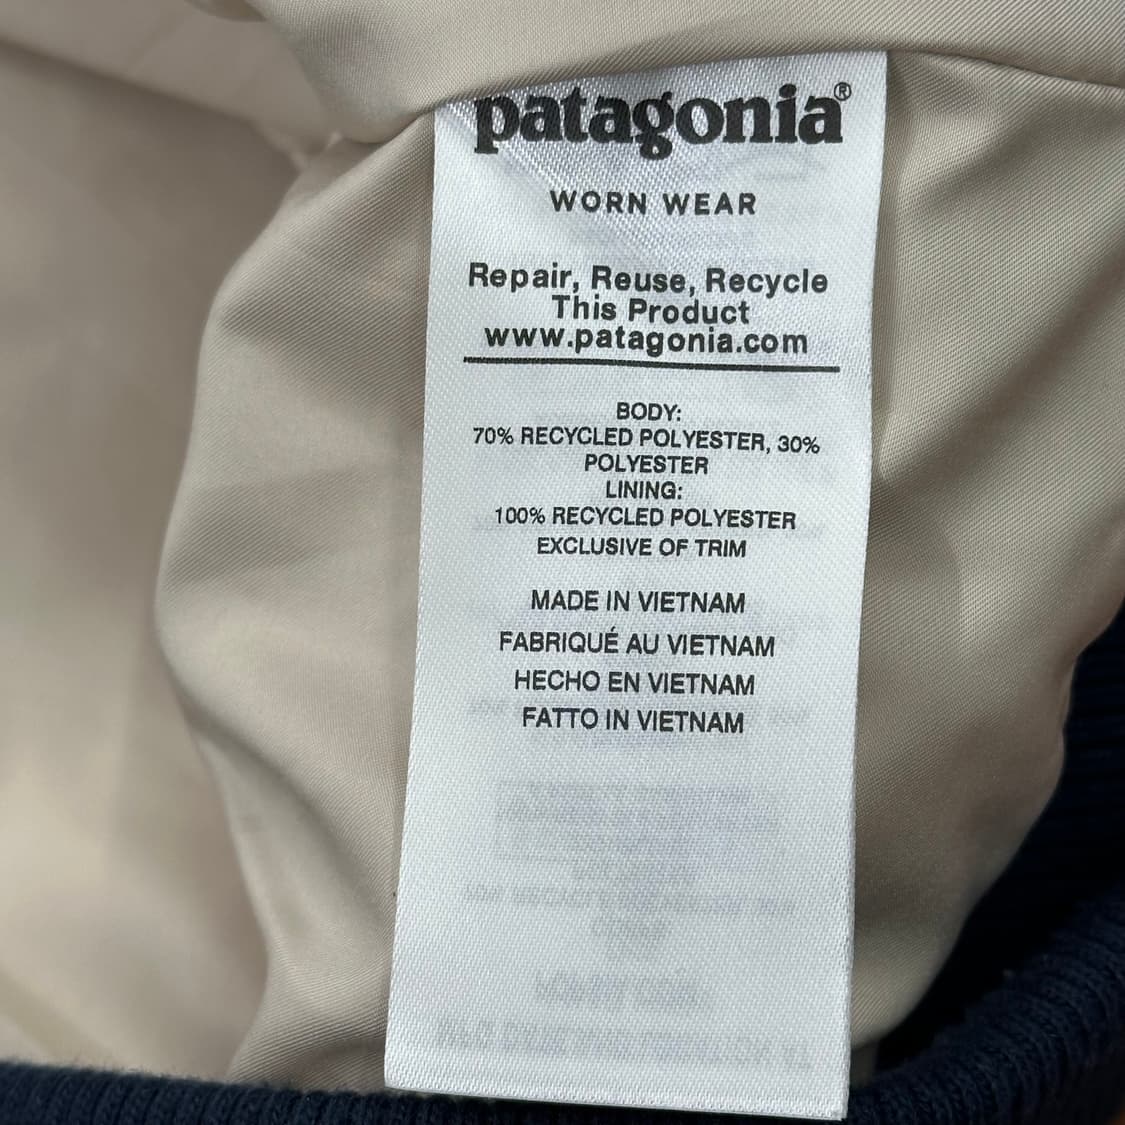 patagonia®
WORN WEAR
Repair, Reuse, Recycle
This Product
www.patagonia.com
BODY:
70% RECYCLED POLYESTER, 30%
POLYESTER
LINING:
100% RECYCLED POLYESTER
EXCLUSIVE OF TRIM
MADE IN VIETNAM
FABRIQUÉ AU VIETNAM
HECHO EN VIETNAM
FATTO IN VIETNAM